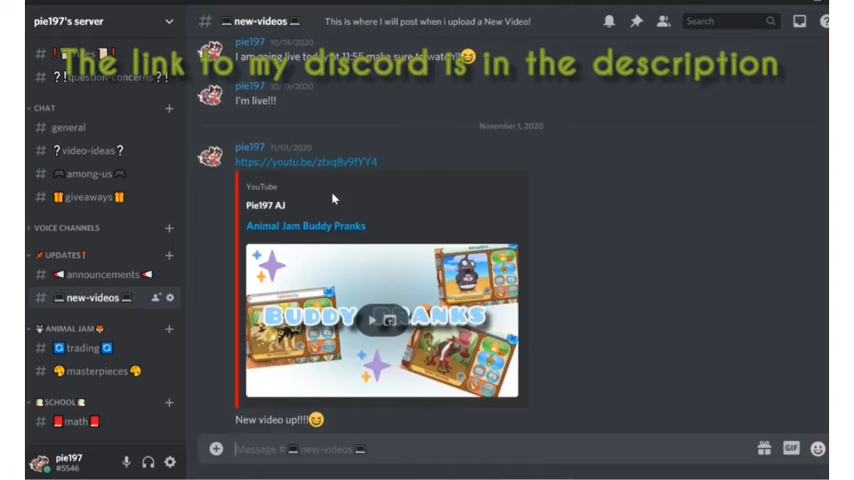 pie197's server
# new-videos
This is where I will post when i upload a New Video!
Search
pie197 10/19/2020
I am going live today at 11:55 make sure to watch!!
The link to my discord is in the description
# rules
# ?!question-concerns?!
pie197 10/19/2020
I'm live!!!
CHAT
# general
# ?video-ideas?
# among-us
# giveaways
November 1, 2020
pie197 11/01/2020
https://youtu.be/ztxq8v9fYY4
YouTube
Pie197 AJ
Animal Jam Buddy Pranks
BUDDY PRANKS
VOICE CHANNELS
UPDATES
# announcements
# new-videos
ANIMAL JAM
# trading
# masterpieces
SCHOOL
# math
New video up!!!!
Message # new-videos
GIF
pie197
#5546